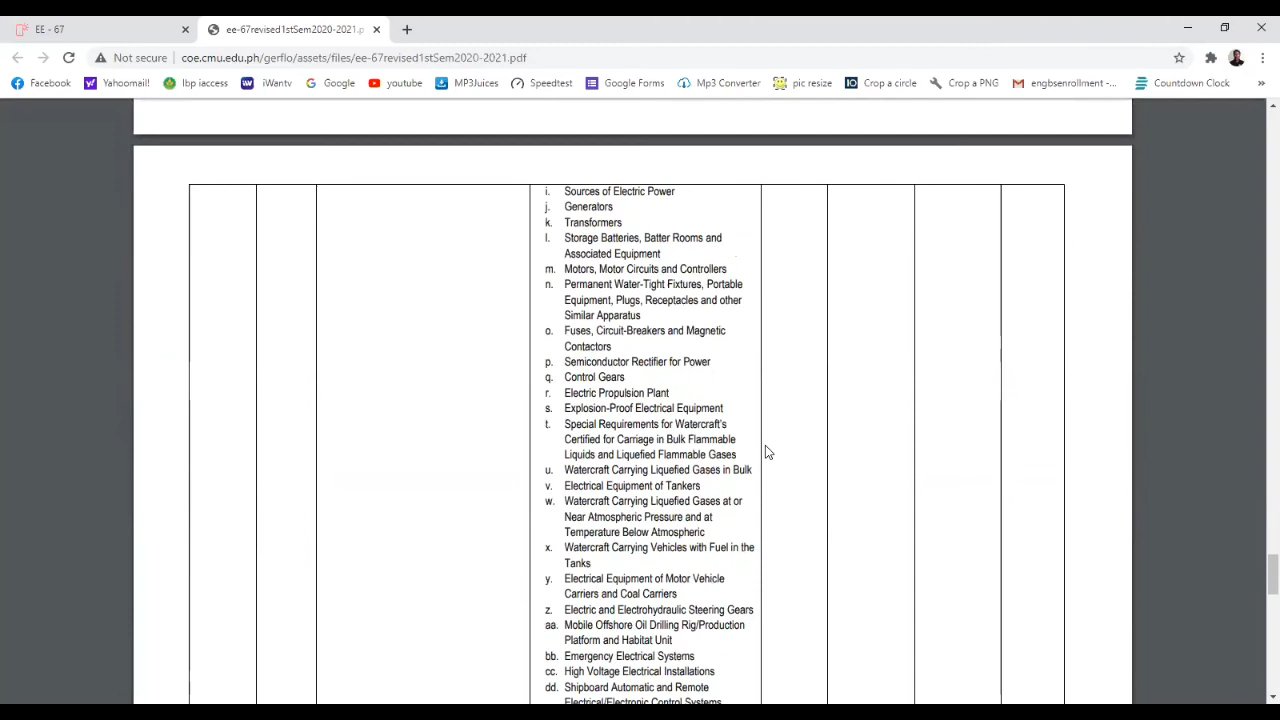 EE - 67
ee-67revised1stSem2020-2021.p
Not secure
coe.cmu.edu.ph/gerflo/assets/files/ee-67revised1stSem2020-2021.pdf
Facebook
Yahoomail!
lbp iaccess
iWantv
Google
youtube
MP3Juices
Speedtest
Google Forms
Mp3 Converter
pic resize
Crop a circle
Crop a PNG
engbsenrollment -...
Countdown Clock
»
i. Sources of Electric Power
j. Generators
k. Transformers
l. Storage Batteries, Batter Rooms and
Associated Equipment
m. Motors, Motor Circuits and Controllers
n. Permanent Water-Tight Fixtures, Portable
Equipment, Plugs, Receptacles and other
Similar Apparatus
o. Fuses, Circuit-Breakers and Magnetic
Contactors
p. Semiconductor Rectifier for Power
q. Control Gears
r. Electric Propulsion Plant
s. Explosion-Proof Electrical Equipment
t. Special Requirements for Watercraft's
Certified for Carriage in Bulk Flammable
Liquids and Liquefied Flammable Gases
u. Watercraft Carrying Liquefied Gases in Bulk
v. Electrical Equipment of Tankers
w. Watercraft Carrying Liquefied Gases at or
Near Atmospheric Pressure and at
Temperature Below Atmospheric
x. Watercraft Carrying Vehicles with Fuel in the
Tanks
y. Electrical Equipment of Motor Vehicle
Carriers and Coal Carriers
z. Electric and Electrohydraulic Steering Gears
aa. Mobile Offshore Oil Drilling Rig/Production
Platform and Habitat Unit
bb. Emergency Electrical Systems
cc. High Voltage Electrical Installations
dd. Shipboard Automatic and Remote
Electrical/Electronic Control Systems